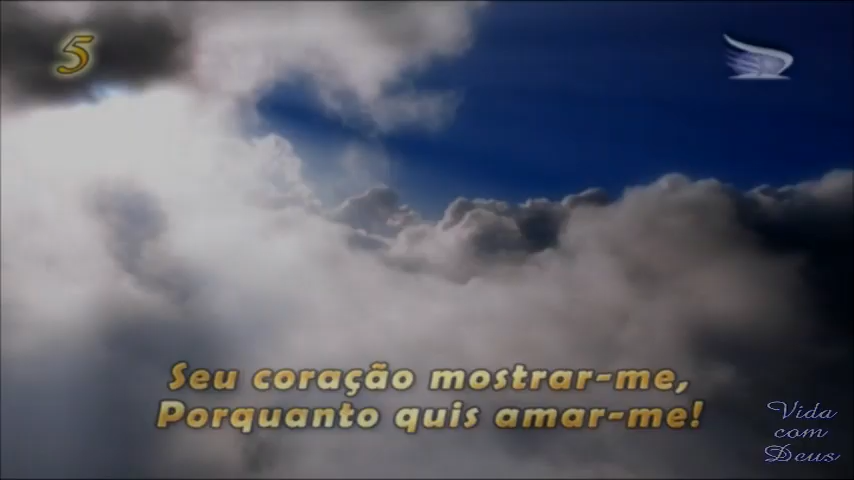 5
Seu coração mostrar-me,
Porquanto quis amar-me!
Vida
com
Deus